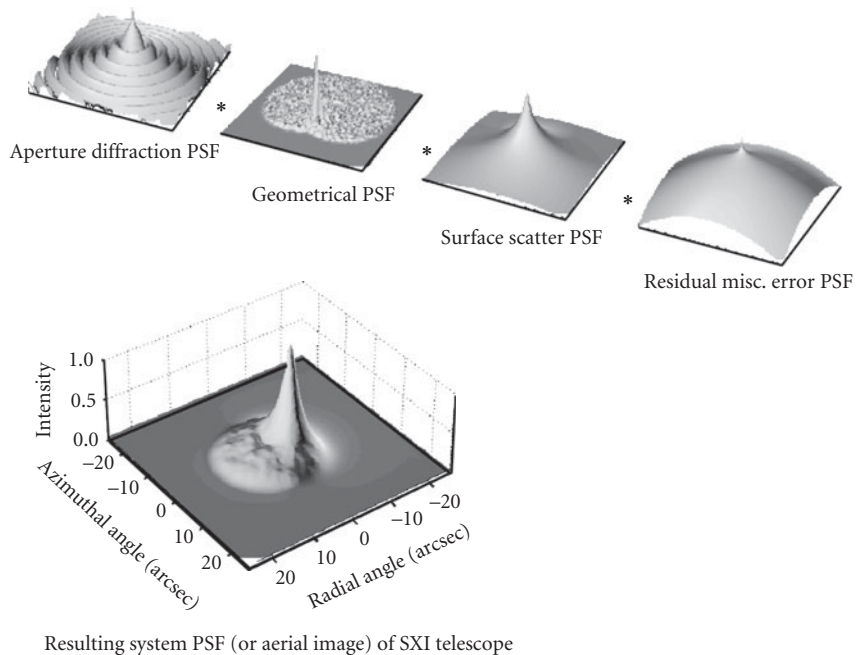 Aperture diffraction PSF
*
Geometrical PSF
*
Surface scatter PSF
*
Residual misc. error PSF
Intensity
1.0
0.5
0.0
−20
−10
0
10
20
Azimuthal angle (arcsec)
20
10
0
−10
−20
Radial angle (arcsec)
Resulting system PSF (or aerial image) of SXI telescope